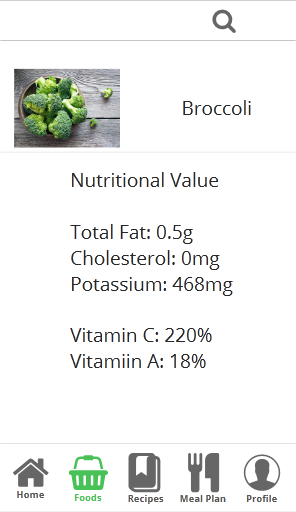 Broccoli
Nutritional Value
Total Fat: 0.5g
Cholesterol: 0mg
Potassium: 468mg
Vitamin C: 220%
Vitamiin A: 18%
Home
Foods
Recipes
Meal Plan
Profile